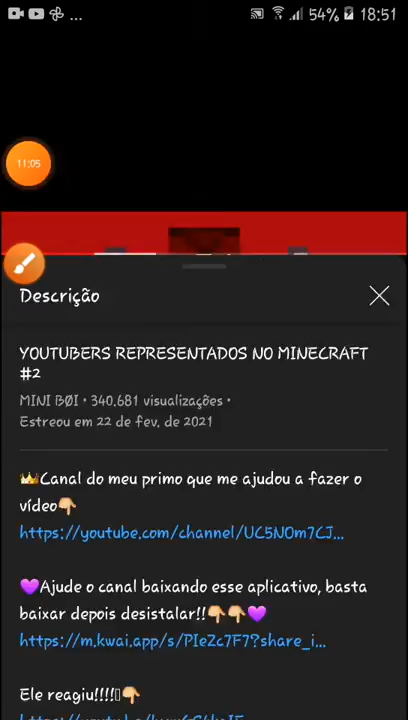 ... 54% 18:51
11:05
Descrição
YOUTUBERS REPRESENTADOS NO MINECRAFT
#2
MINI BØI • 340.681 visualizações •
Estreou em 22 de fev. de 2021
👑Canal do meu primo que me ajudou a fazer o
vídeo👇🏼
https://youtube.com/channel/UC5NOm7CJ...
💜Ajude o canal baixando esse aplicativo, basta
baixar depois desistalar!!👇🏼👇🏼💜
https://m.kwai.app/s/PIeZc7F7?share_i...
Ele reagiu!!!!👇🏼